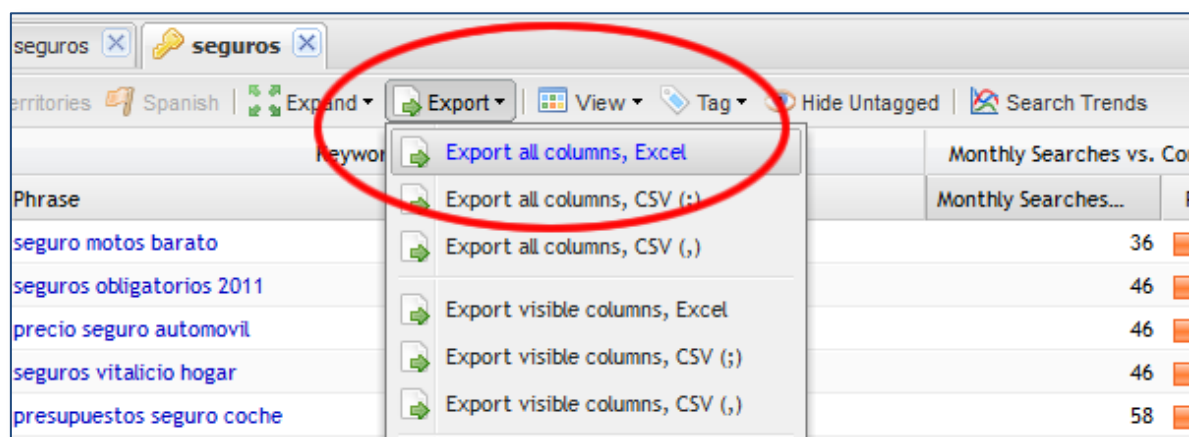 seguros seguros
erritories Spanish Expand Export View Tag Hide Untagged Search Trends
Keywor Monthly Searches vs. Co
Phrase Monthly Searches...
Export all columns, Excel
Export all columns, CSV (;)
Export all columns, CSV (,)
Export visible columns, Excel
Export visible columns, CSV (;)
Export visible columns, CSV (,)
seguro motos barato 36
seguros obligatorios 2011 46
precio seguro automovil 46
seguros vitalicio hogar 46
presupuestos seguro coche 58